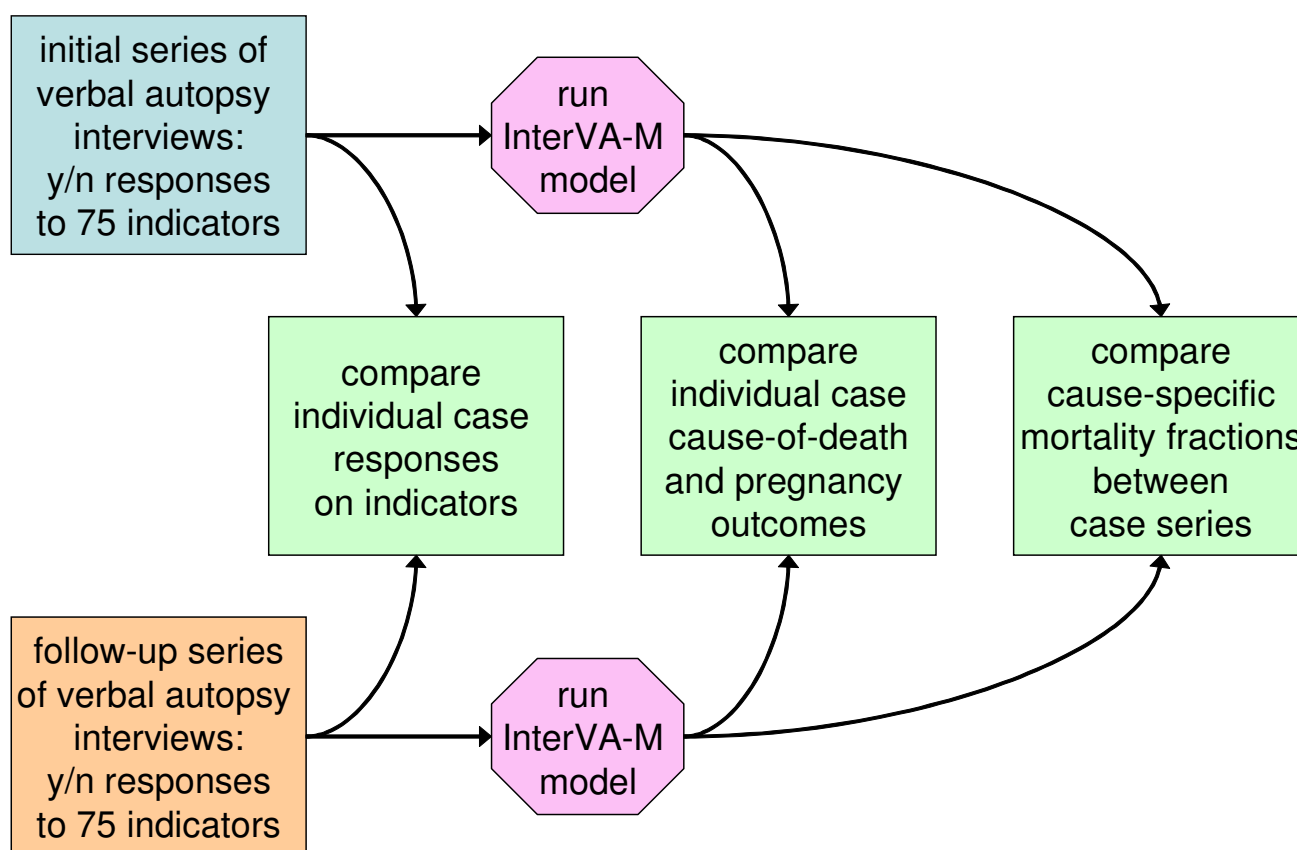 initial series of
verbal autopsy
interviews:
y/n responses
to 75 indicators
run
InterVA-M
model
compare
individual case
responses
on indicators
compare
individual case
cause-of-death
and pregnancy
outcomes
compare
cause-specific
mortality fractions
between
case series
follow-up series
of verbal autopsy
interviews:
y/n responses
to 75 indicators
run
InterVA-M
model